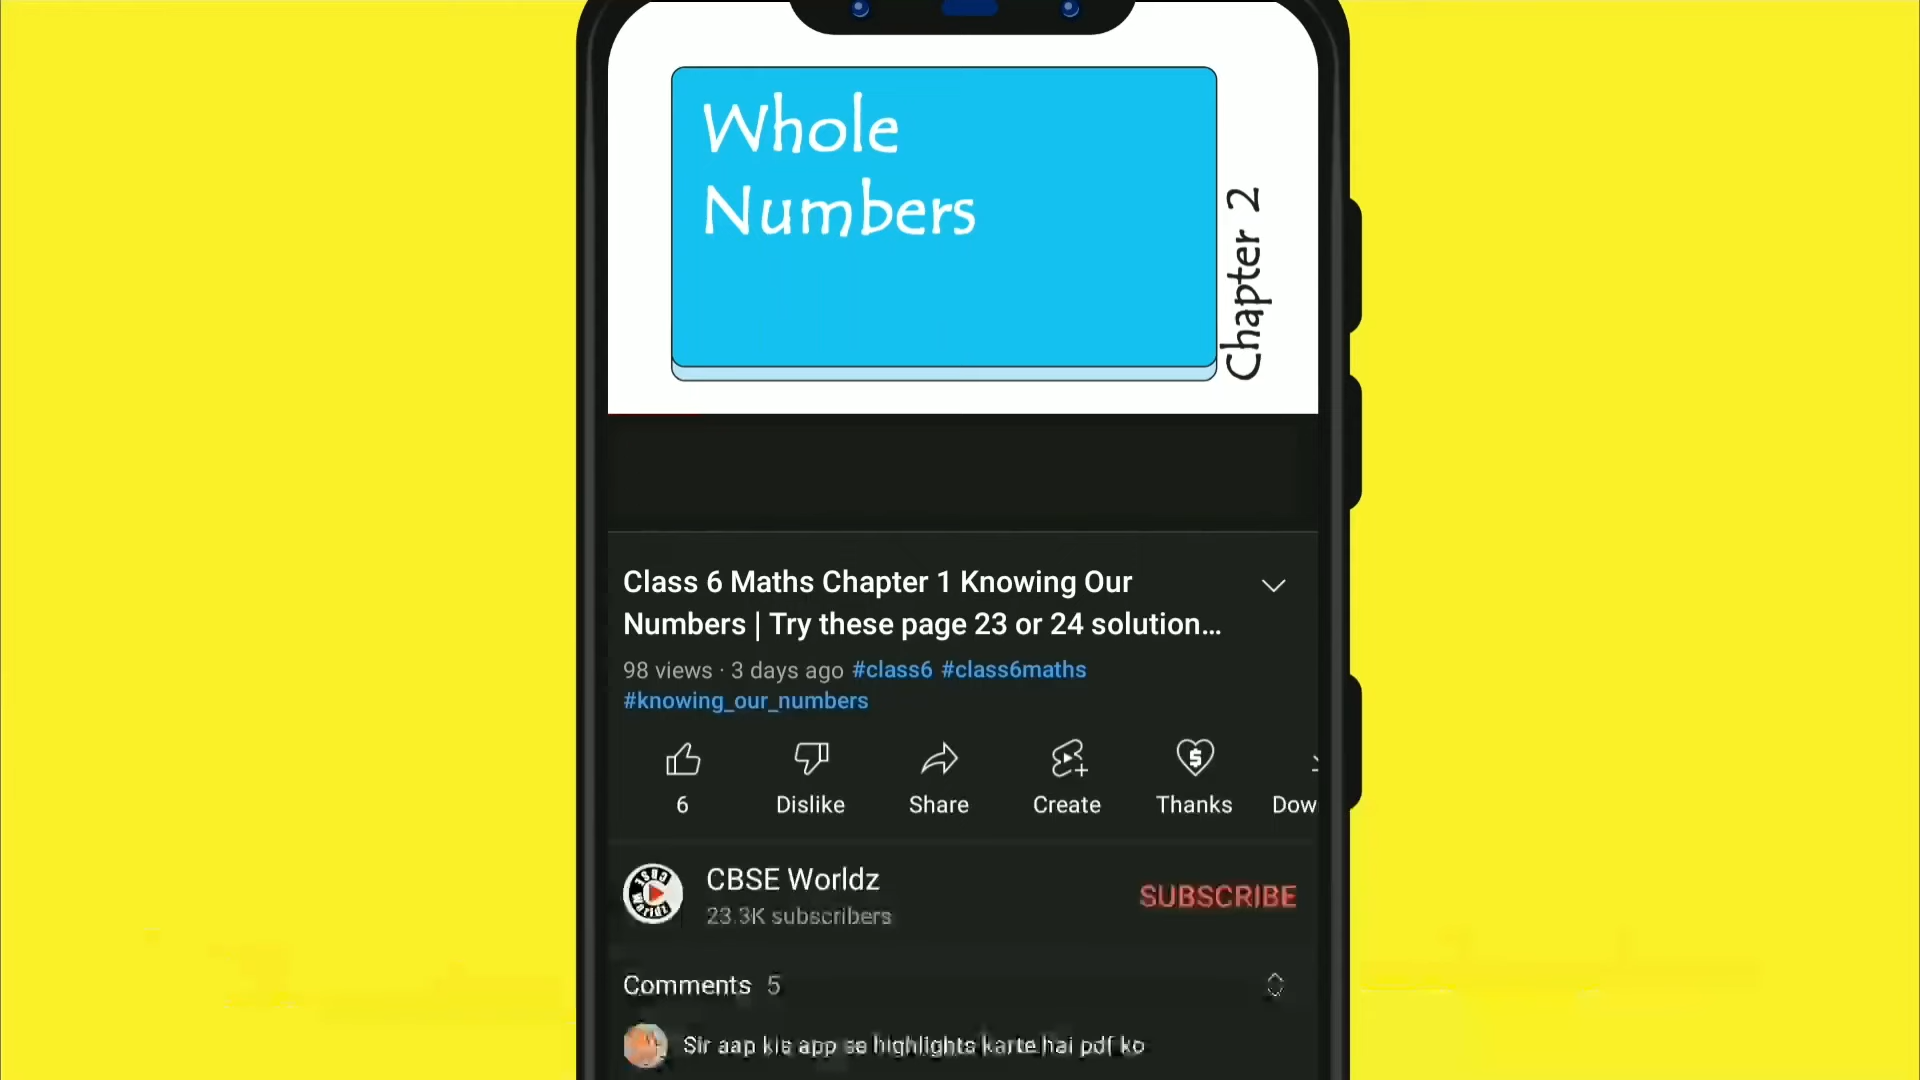 Whole
Numbers
Chapter 2
Class 6 Maths Chapter 1 Knowing Our
Numbers | Try these page 23 or 24 solution...
98 views · 3 days ago #class6 #class6maths
#knowing_our_numbers
6
Dislike
Share
Create
Thanks
Dow
CBSE
Worldz
CBSE Worldz
23.3K subscribers
SUBSCRIBE
Comments 5
Sir aap kis app se highlights karte hai pdf ko